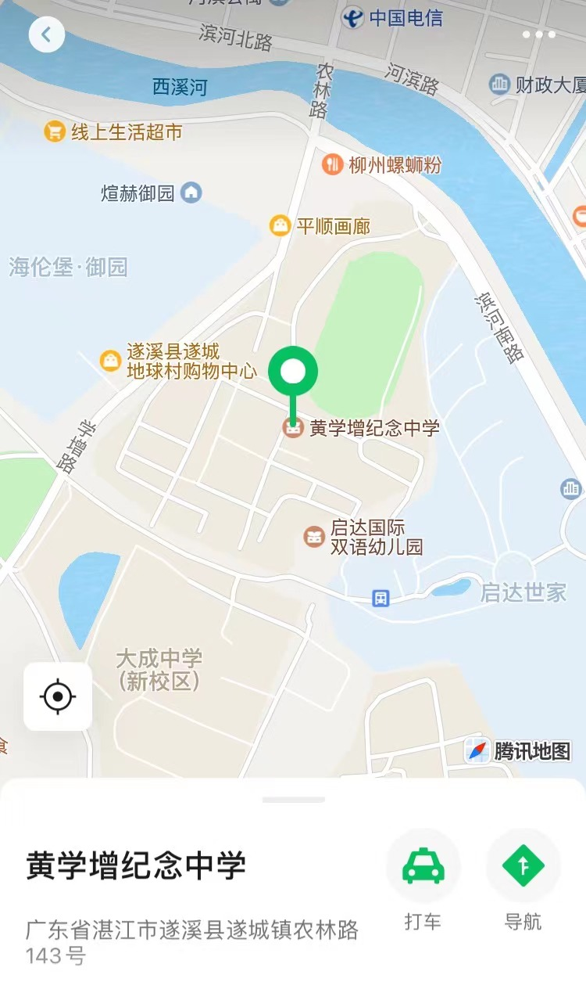 中国电信
滨河北路
河滨路
农林路
西溪河
财政大厦
线上生活超市
柳州螺蛳粉
煊赫御园
平顺画廊
海伦堡·御园
滨河南路
遂溪县遂城
地球村购物中心
黄学增纪念中学
学增路
启达国际
双语幼儿园
启达世家
大成中学
(新校区)
食
腾讯地图
黄学增纪念中学
打车
导航
广东省湛江市遂溪县遂城镇农林路
143号